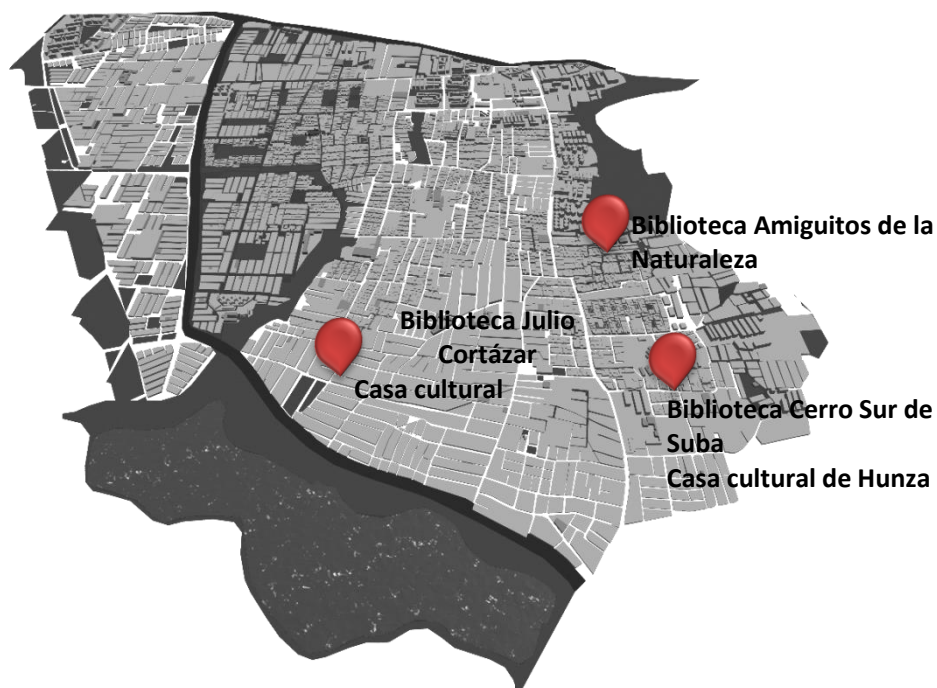 Biblioteca Amiguitos de la
Naturaleza
Biblioteca Julio
Cortázar
Casa cultural
Biblioteca Cerro Sur de
Suba
Casa cultural de Hunza